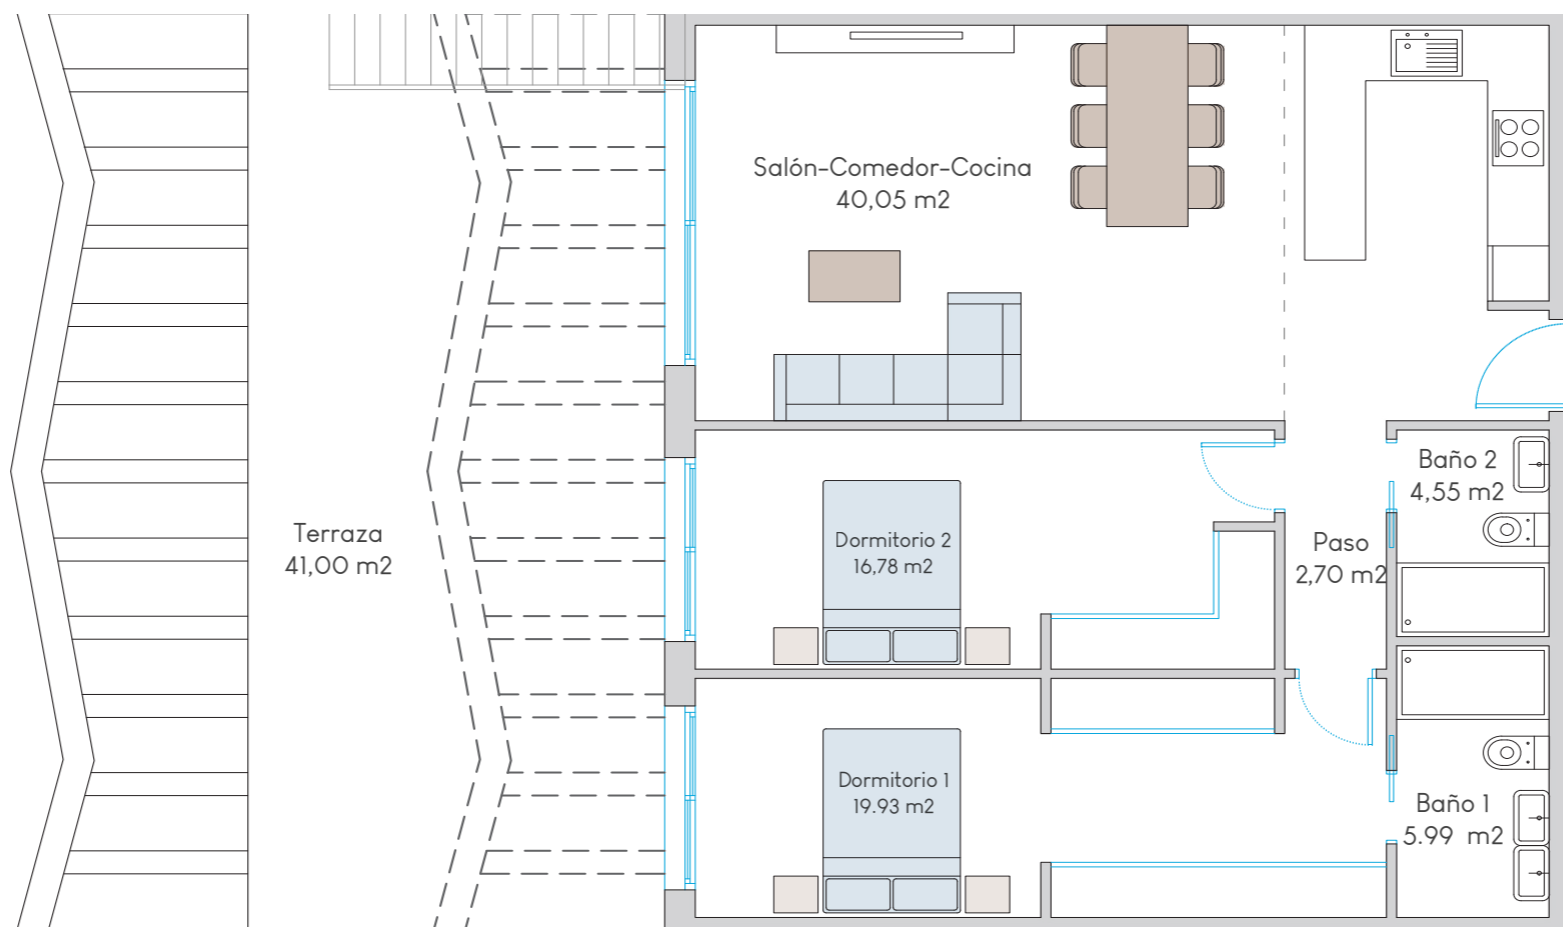 Salón-Comedor-Cocina
40,05 m2
Baño 2
4,55 m2
Terraza
41,00 m2
Dormitorio 2
16,78 m2
Paso
2,70 m2
Dormitorio 1
19.93 m2
Baño 1
5.99 m2